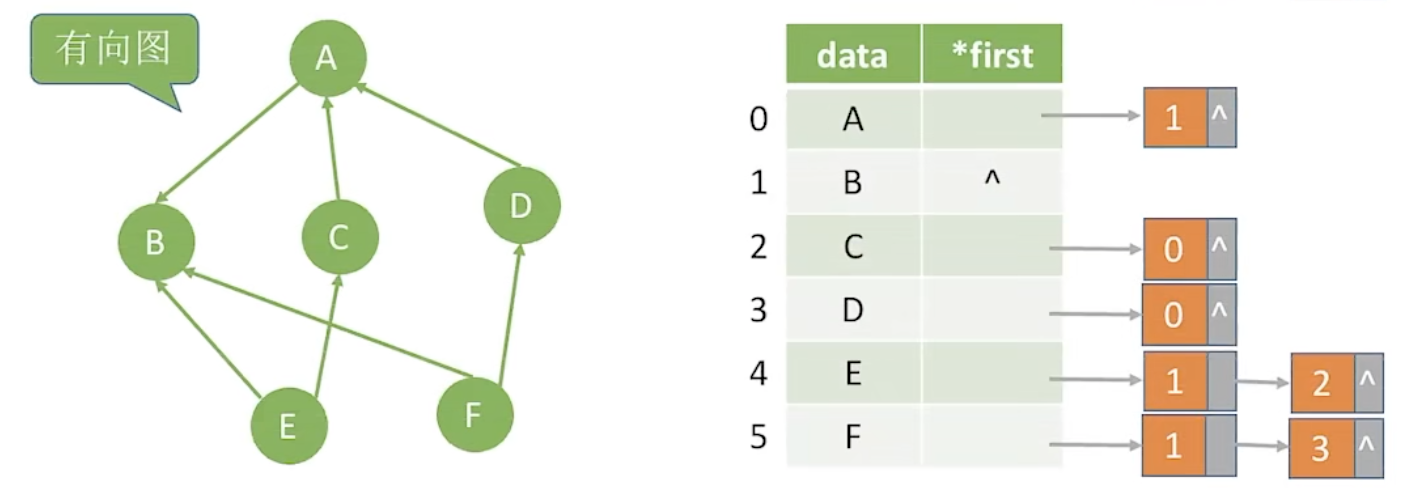 有向图
A
B
C
D
E
F
data *first
0 A 1 ^
1 B ^
2 C 0 ^
3 D 0 ^
4 E 1 2 ^
5 F 1 3 ^